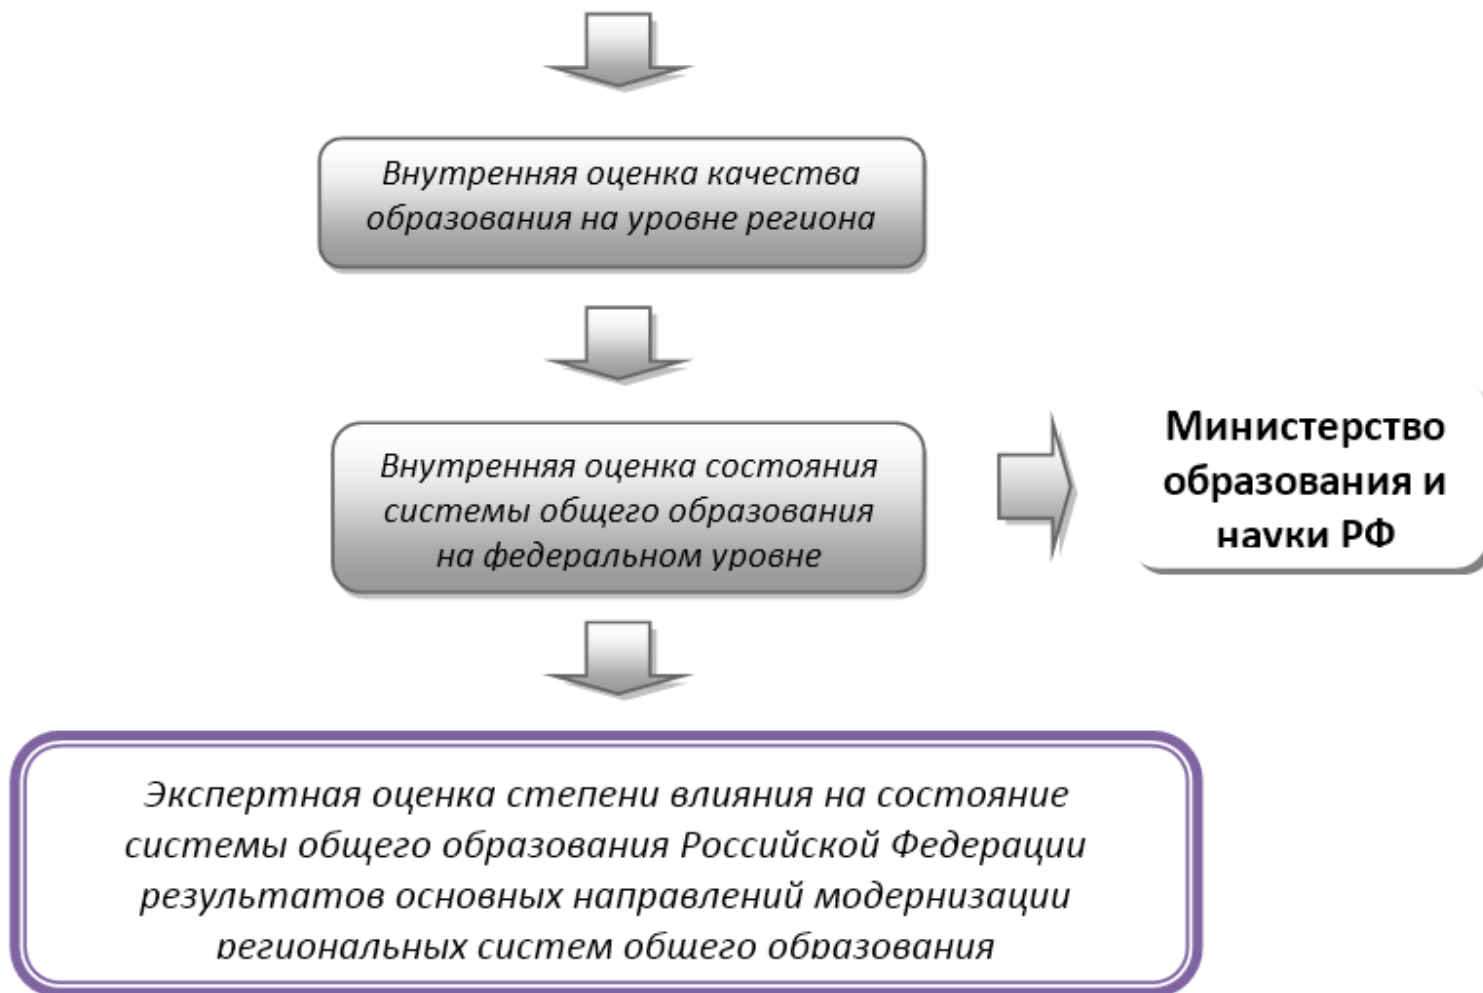 Внутренняя оценка качества
образования на уровне региона
Внутренняя оценка состояния
системы общего образования
на федеральном уровне
Министерство
образования и
науки РФ
Экспертная оценка степени влияния на состояние
системы общего образования Российской Федерации
результатов основных направлений модернизации
региональных систем общего образования